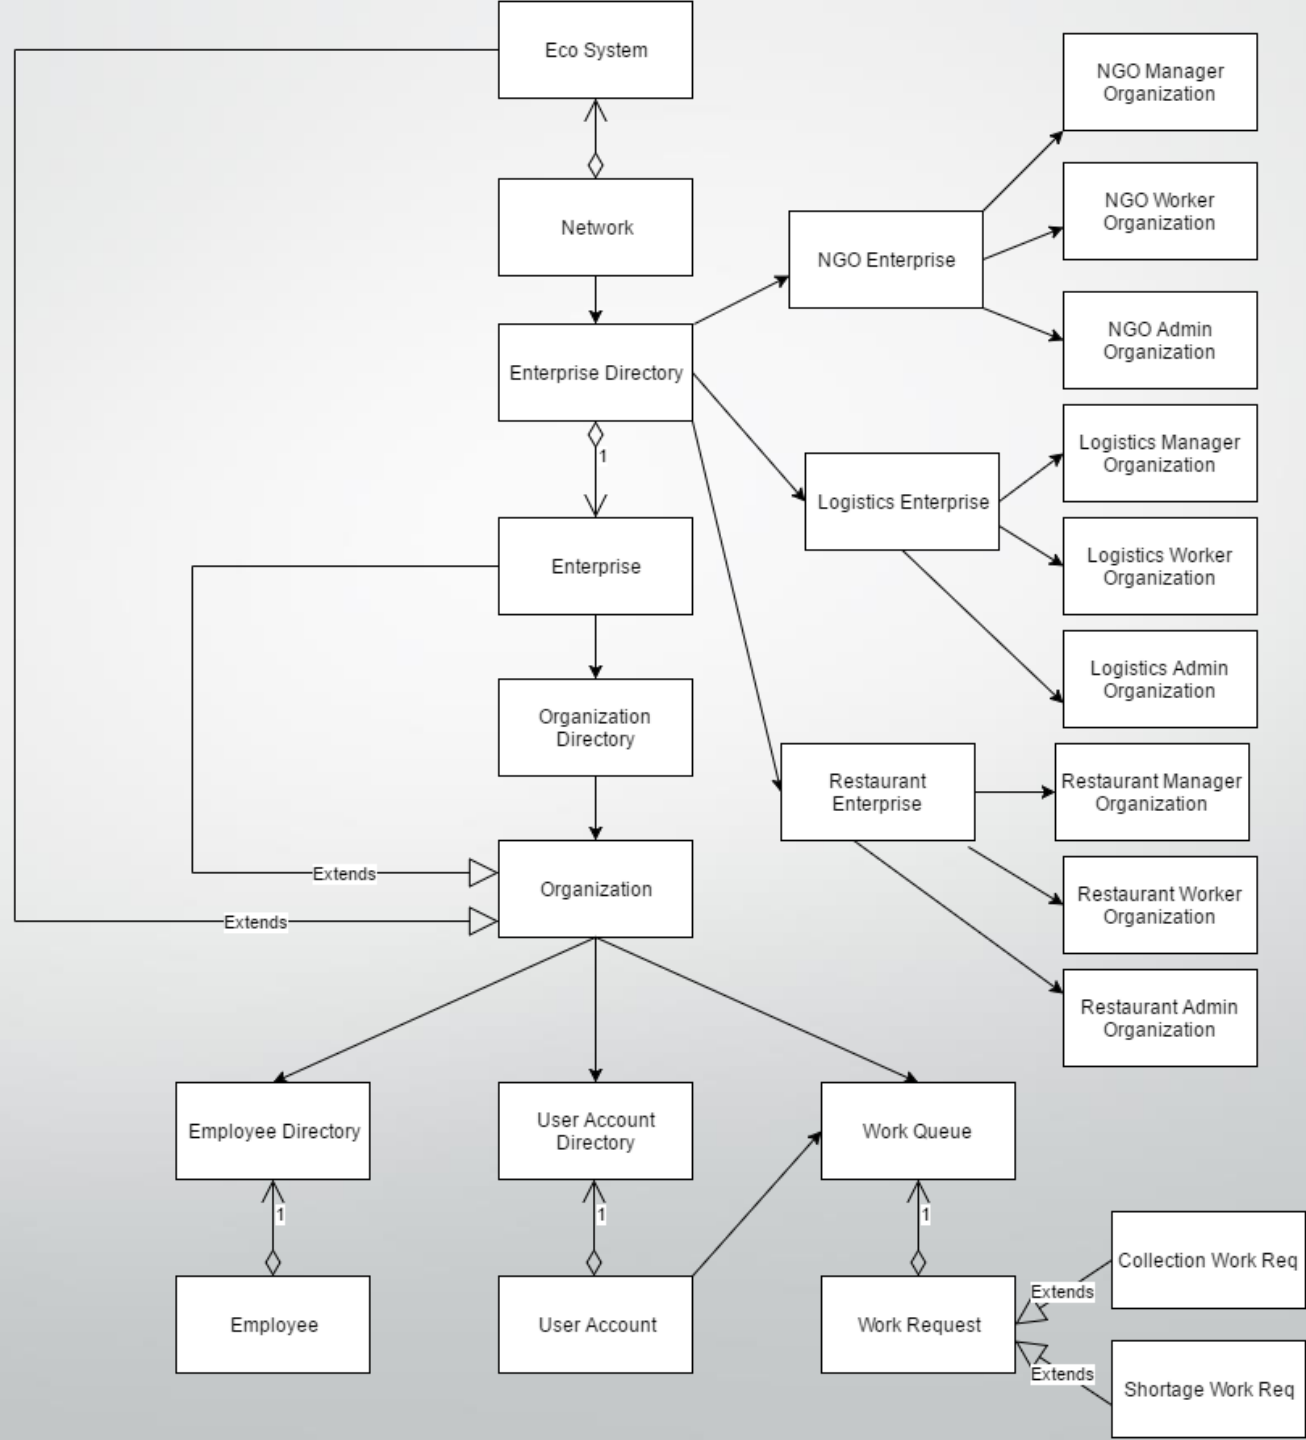 Eco System
NGO Manager
Organization
Network
NGO Worker
Organization
NGO Enterprise
NGO Admin
Organization
Enterprise Directory
1
Logistics Manager
Organization
Logistics Enterprise
Enterprise
Logistics Worker
Organization
Logistics Admin
Organization
Organization
Directory
Restaurant
Enterprise
Restaurant Manager
Organization
Extends
Organization
Extends
Restaurant Worker
Organization
Restaurant Admin
Organization
Employee Directory
User Account
Directory
Work Queue
1
1
1
Employee
User Account
Work Request
Collection Work Req
Extends
Extends
Shortage Work Req